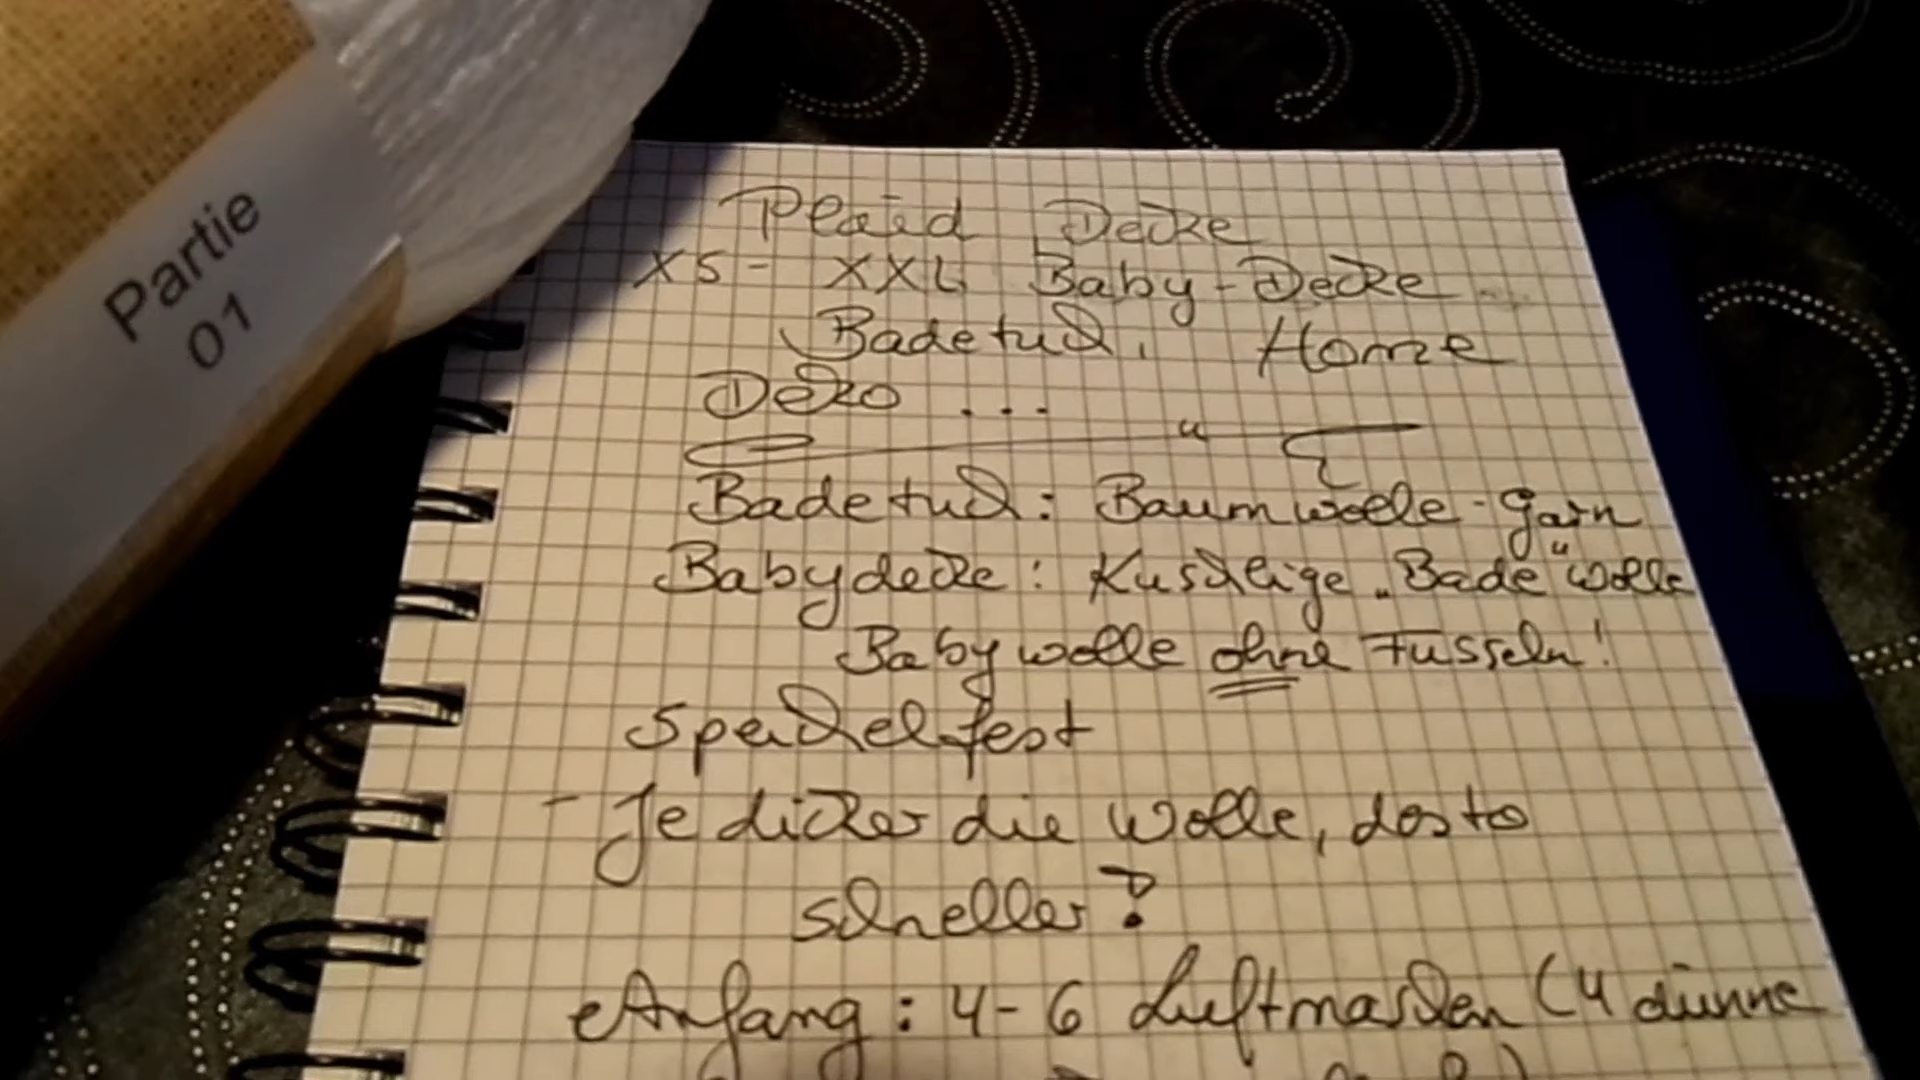 Partie
01
Plaid Decke
XS - XXL Baby-Decke
Badetuch, Home
Deko ...
Badetuch: Baumwolle-Garn
Babydecke: Kuschlige „Bade" wolle
Babywolle ohne Fusseln!
Speichelfest
- Je dicker die Wolle, desto
schneller!
Anfang: 4-6 Luftmaschen (4 dünne